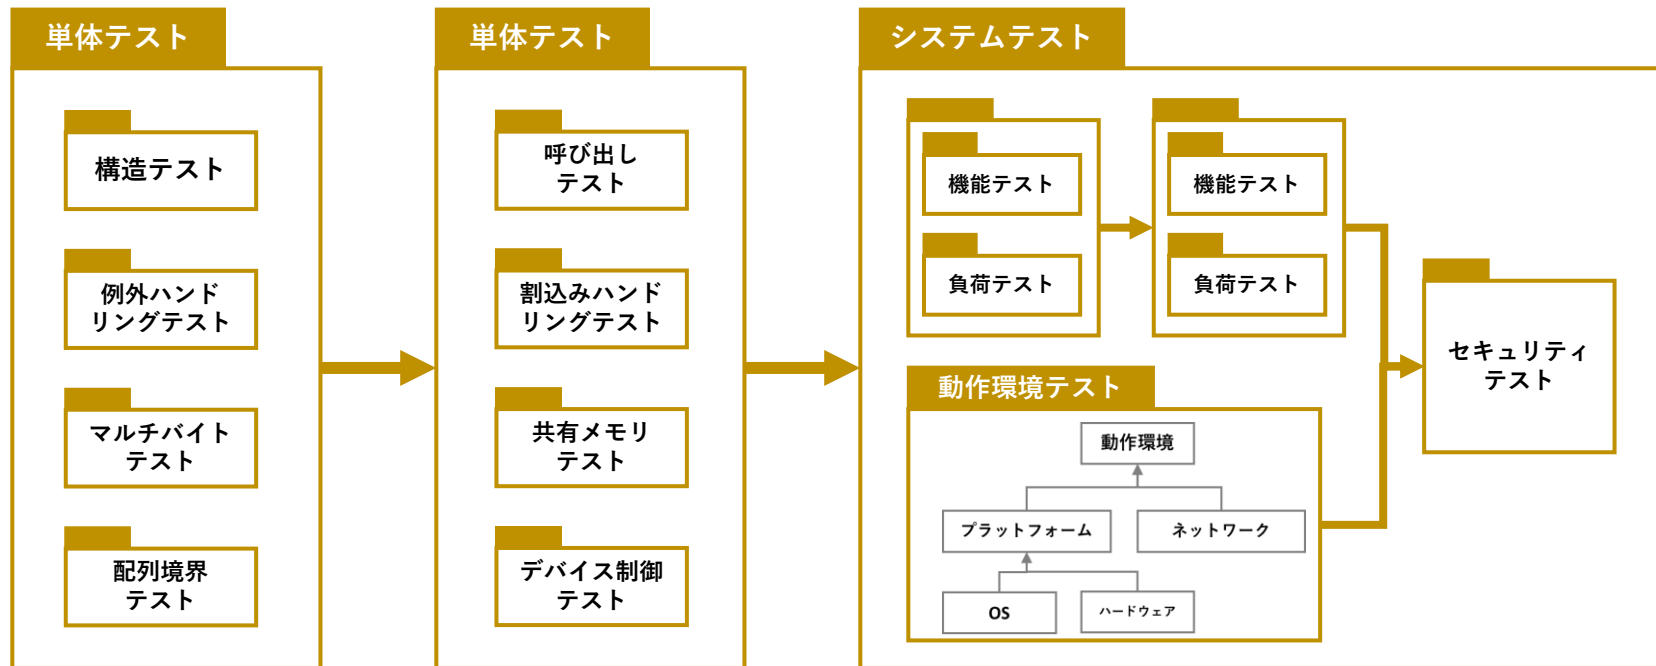 単体テスト
構造テスト
例外ハンド
リングテスト
マルチバイト
テスト
配列境界
テスト
単体テスト
呼び出し
テスト
割込みハンド
リングテスト
共有メモリ
テスト
デバイス制御
テスト
システムテスト
機能テスト
負荷テスト
機能テスト
負荷テスト
動作環境テスト
動作環境
プラットフォーム
ネットワーク
OS
ハードウェア
セキュリティ
テスト